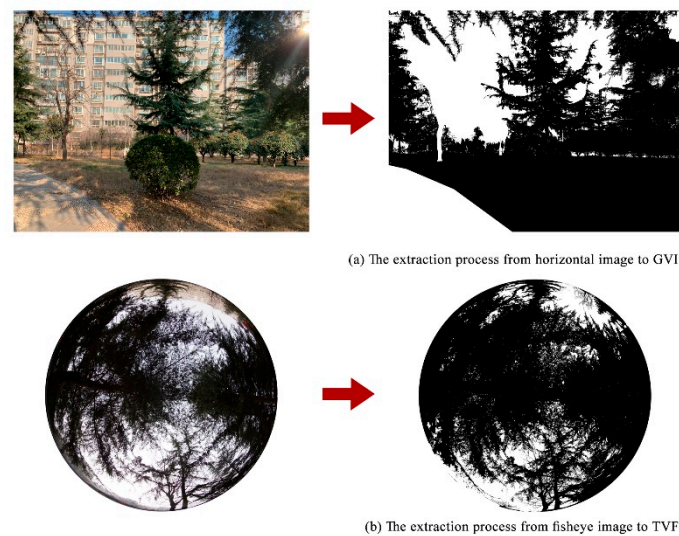 (a) The extraction process from horizontal image to GVI
(b) The extraction process from fisheye image to TVF